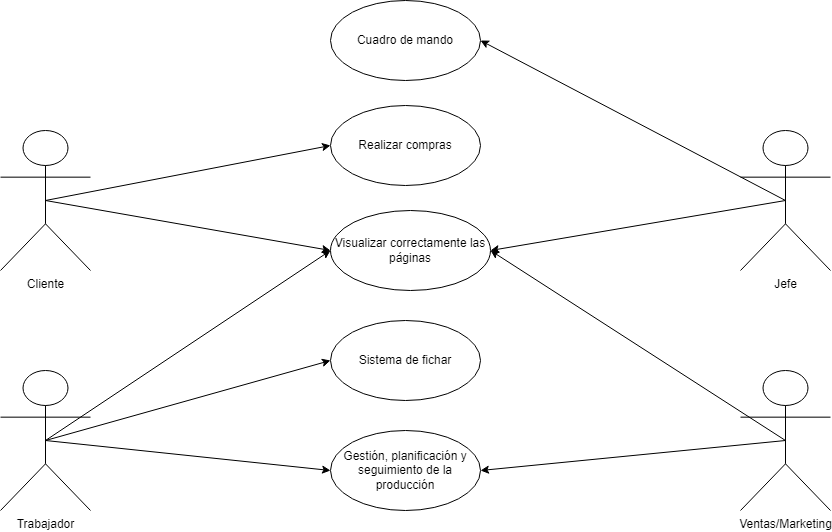 Cuadro de mando
Realizar compras
Visualizar correctamente las
páginas
Cliente
Jefe
Sistema de fichar
Gestión, planificación y
seguimiento de la
producción
Trabajador
Ventas/Marketing